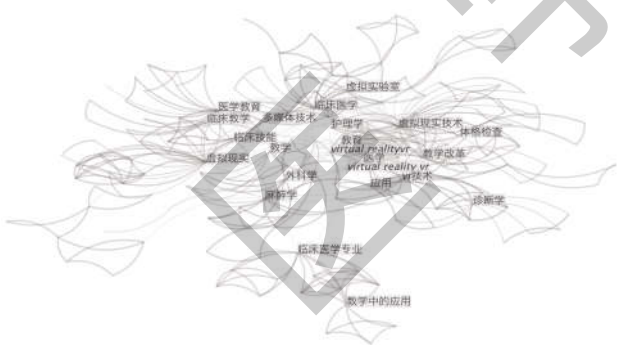 虚拟实验室
医学教育
临床医学
临床教学
多媒体技术
护理学
虚拟现实技术
体格检查
临床技能
教育
教学
virtual realityvr
教学改革
虚拟现实
医学
virtual reality vr
外科学
vr技术
应用
麻醉学
诊断学
临床医学专业
教学中的应用